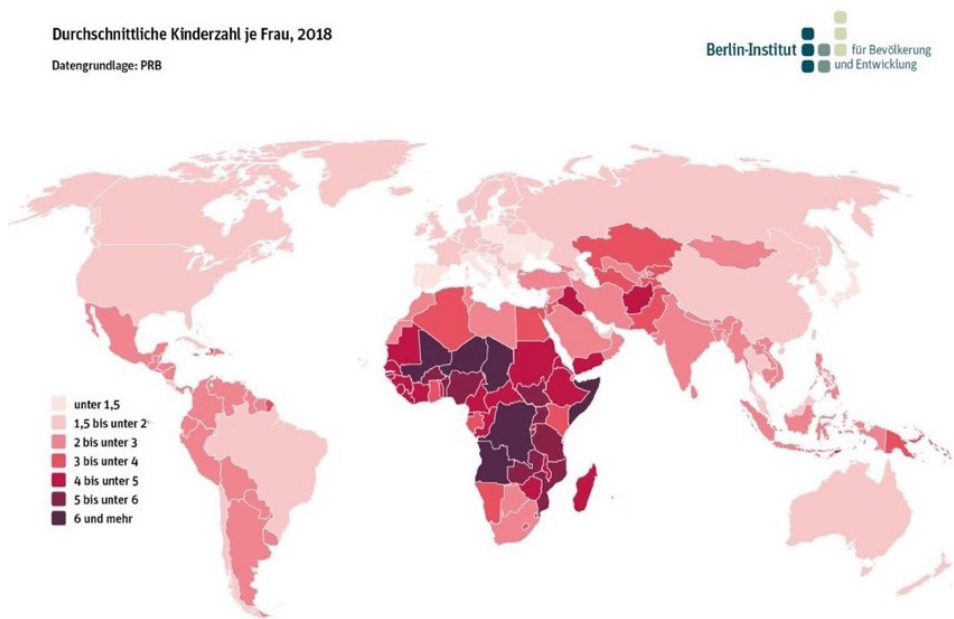 Durchschnittliche Kinderzahl je Frau, 2018
Datengrundlage: PRB
Berlin-Institut
für Bevölkerung
und Entwicklung
unter 1,5
1,5 bis unter 2
2 bis unter 3
3 bis unter 4
4 bis unter 5
5 bis unter 6
6 und mehr